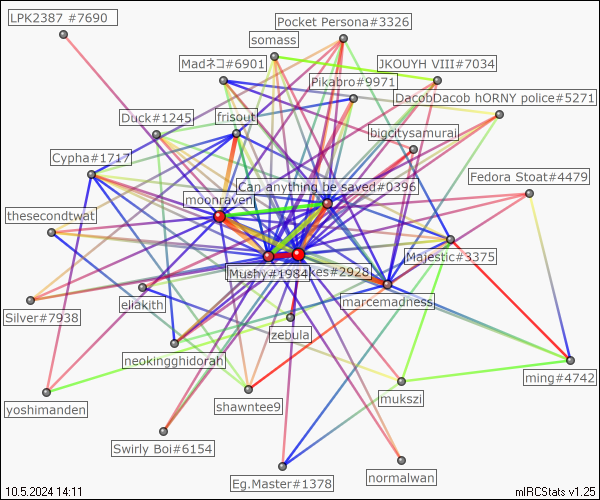 LPK2387 #7690
Pocket Persona#3326
somass
Madネコ#6901
JKOUYH VIII#7034
Pikabro#9971
DacobDacob hORNY police#5271
Duck#1245
frisout
bigcitysamurai
Cypha#1717
Fedora Stoat#4479
Can anything be saved#0396
moonraven
thesecondtwat
Majestic#3375
Mushy#1984
kes#2928
eliakith
marcemadness
Silver#7938
zebula
neokingghidorah
ming#4742
mukszi
yoshimanden
shawntee9
Swirly Boi#6154
normalwan
Eg.Master#1378
10.5.2024 14:11
mIRCStats v1.25